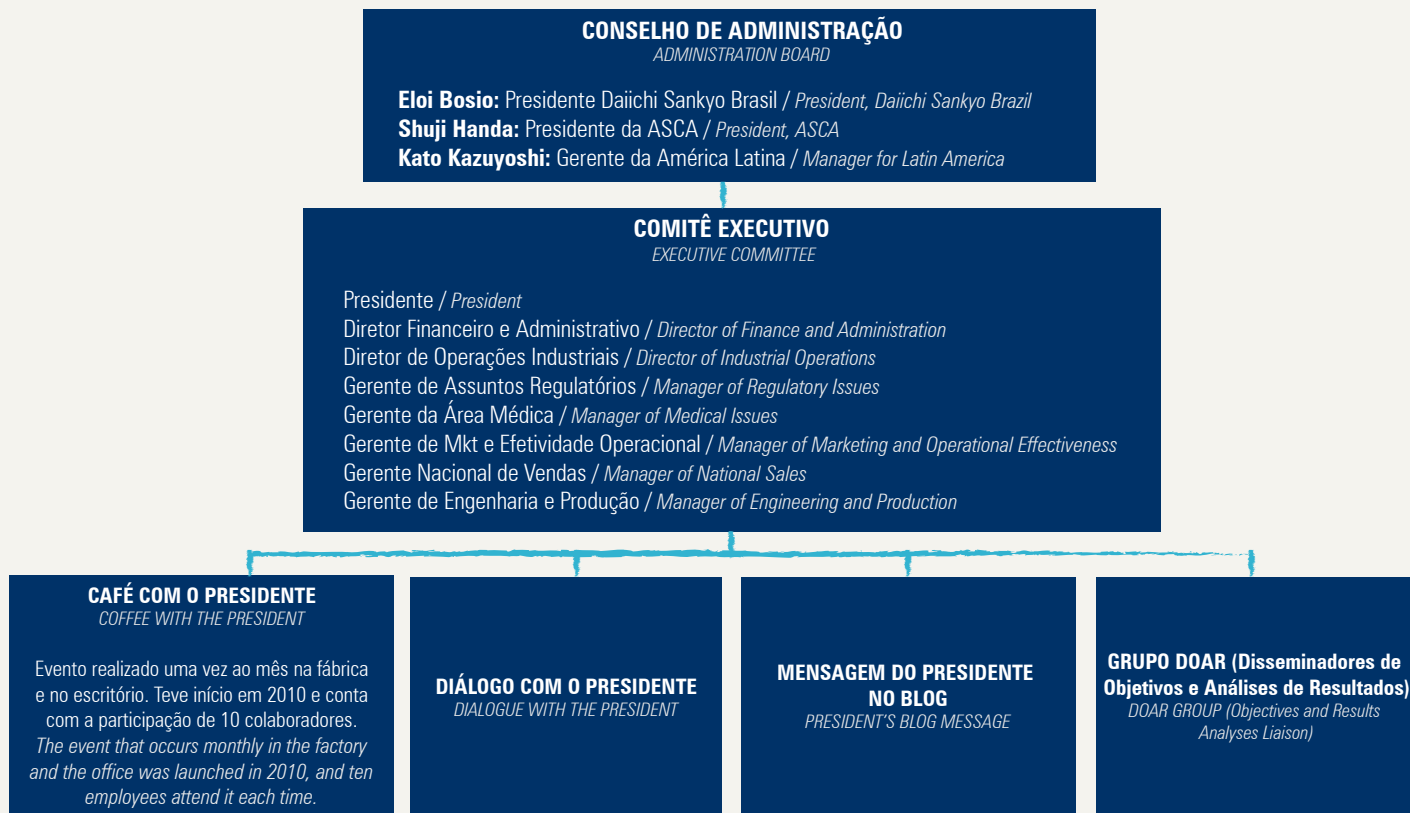 CONSELHO DE ADMINISTRAÇÃO
ADMINISTRATION BOARD
Eloi Bosio: Presidente Daiichi Sankyo Brasil / President, Daiichi Sankyo Brazil
Shuji Handa: Presidente da ASCA / President, ASCA
Kato Kazuyoshi: Gerente da América Latina / Manager for Latin America
COMITÊ EXECUTIVO
EXECUTIVE COMMITTEE
Presidente / President
Diretor Financeiro e Administrativo / Director of Finance and Administration
Diretor de Operações Industriais / Director of Industrial Operations
Gerente de Assuntos Regulatórios / Manager of Regulatory Issues
Gerente da Área Médica / Manager of Medical Issues
Gerente de Mkt e Efetividade Operacional / Manager of Marketing and Operational Effectiveness
Gerente Nacional de Vendas / Manager of National Sales
Gerente de Engenharia e Produção / Manager of Engineering and Production
CAFÉ COM O PRESIDENTE
COFFEE WITH THE PRESIDENT
Evento realizado uma vez ao mês na fábrica
e no escritório. Teve início em 2010 e conta
com a participação de 10 colaboradores.
The event that occurs monthly in the factory
and the office was launched in 2010, and ten
employees attend it each time.
DIÁLOGO COM O PRESIDENTE
DIALOGUE WITH THE PRESIDENT
MENSAGEM DO PRESIDENTE
NO BLOG
PRESIDENT'S BLOG MESSAGE
GRUPO DOAR (Disseminadores de
Objetivos e Análises de Resultados)
DOAR GROUP (Objectives and Results
Analyses Liaison)